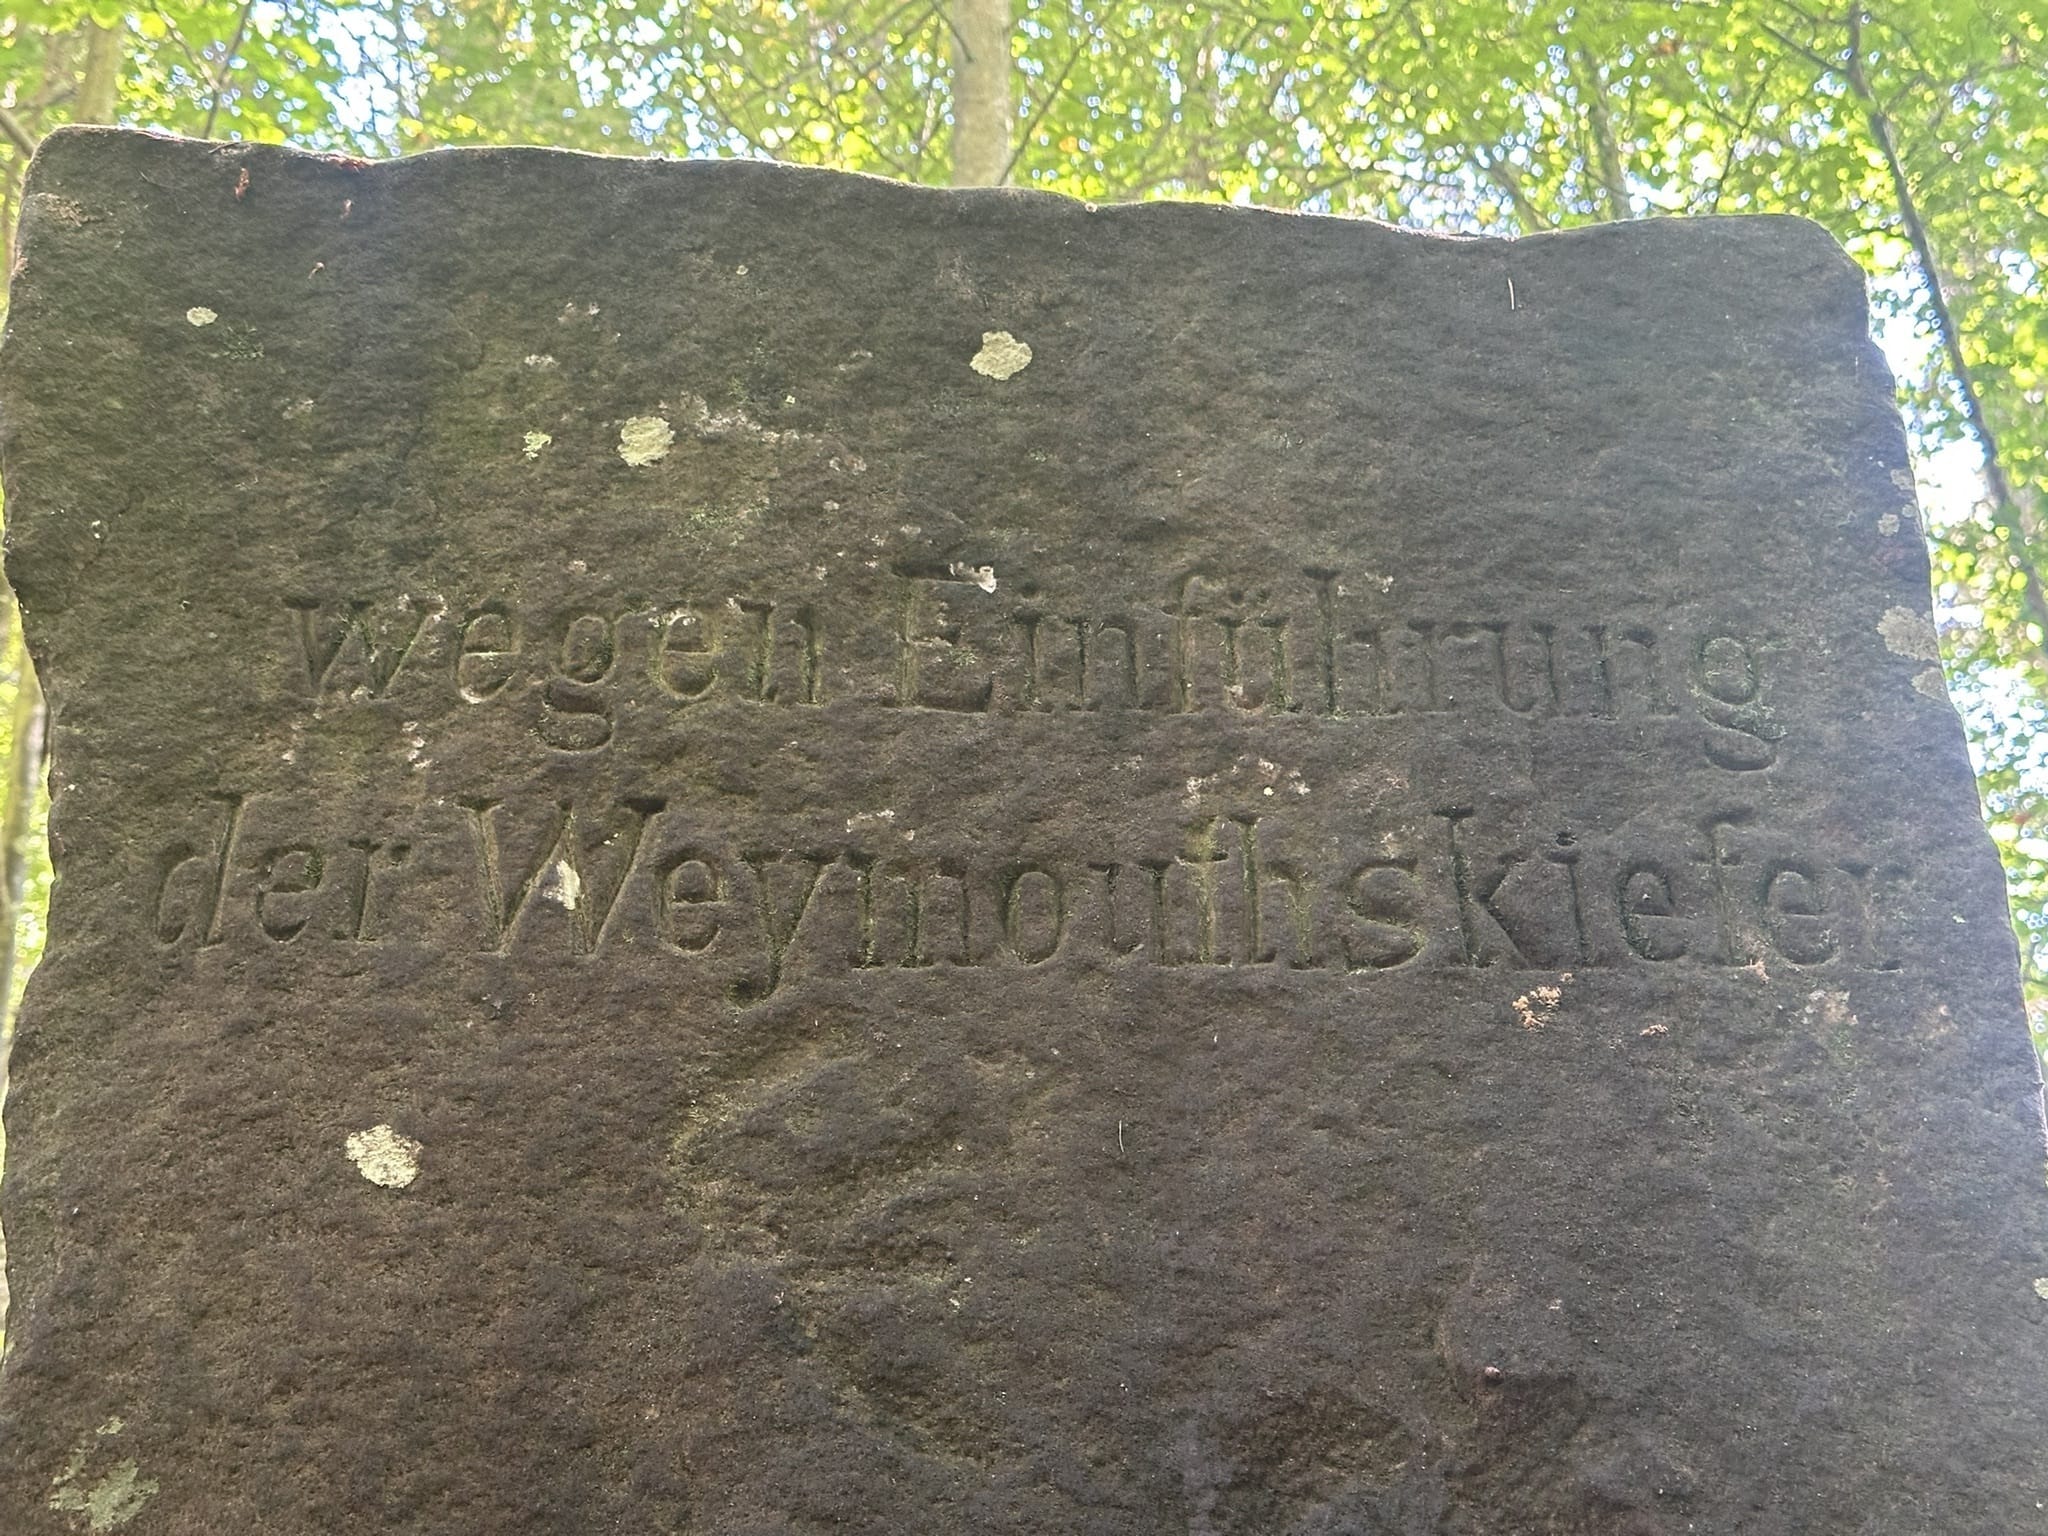 wegen Einführung
der Weymouthskiefer